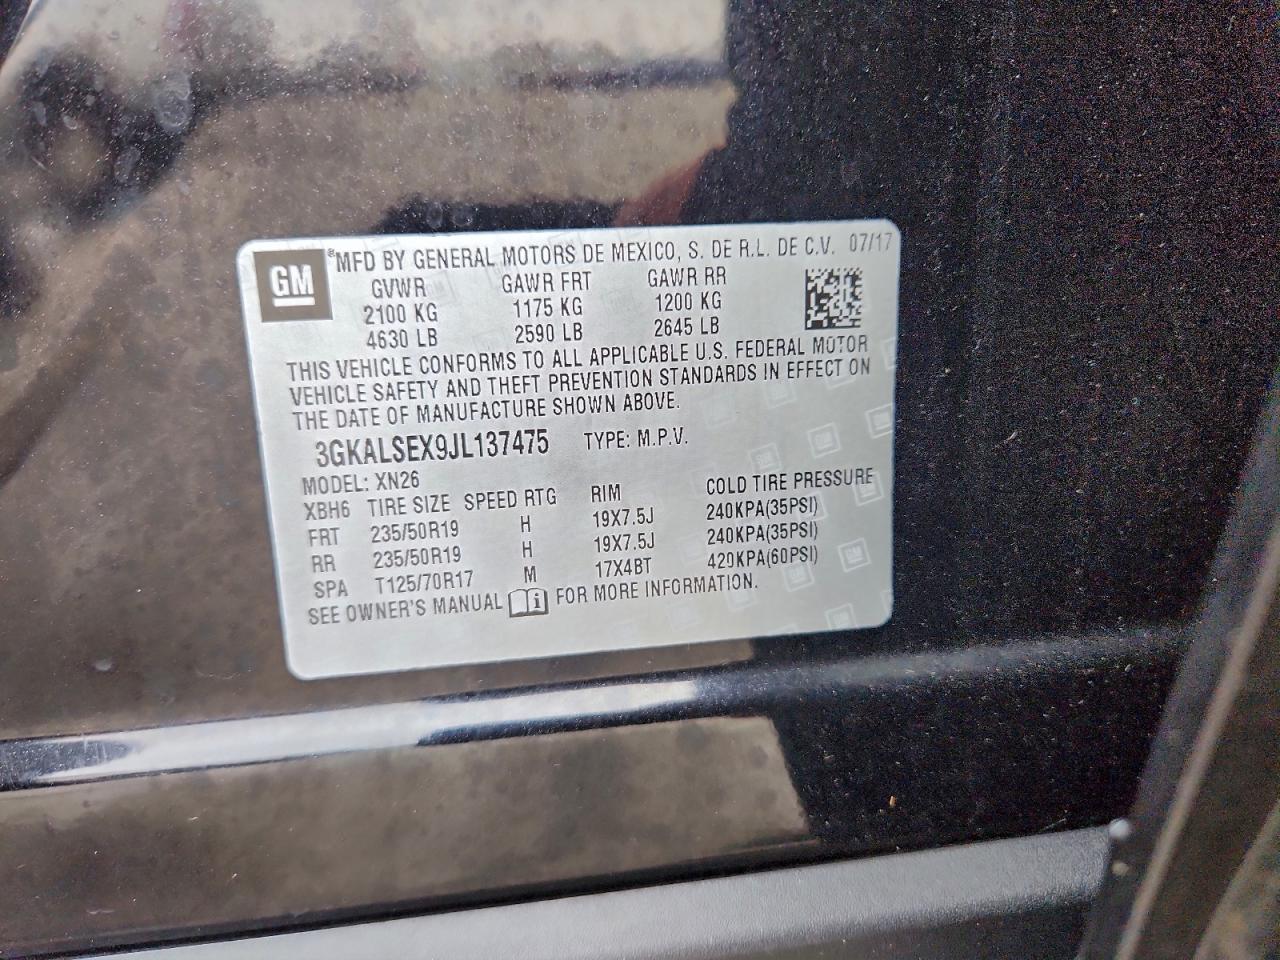 GM
® MFD BY GENERAL MOTORS DE MEXICO, S. DE R.L. DE C.V. 07/17
GVWR GAWR FRT GAWR RR
2100 KG 1175 KG 1200 KG
4630 LB 2590 LB 2645 LB
THIS VEHICLE CONFORMS TO ALL APPLICABLE U.S. FEDERAL MOTOR
VEHICLE SAFETY AND THEFT PREVENTION STANDARDS IN EFFECT ON
THE DATE OF MANUFACTURE SHOWN ABOVE.
3GKALSEX9JL137475 TYPE: M.P.V.
MODEL: XN26
XBH6 TIRE SIZE SPEED RTG RIM COLD TIRE PRESSURE
FRT 235/50R19 H 19X7.5J 240KPA(35PSI)
RR 235/50R19 H 19X7.5J 240KPA(35PSI)
SPA T125/70R17 M 17X4BT 420KPA(60PSI)
SEE OWNER'S MANUAL i FOR MORE INFORMATION.